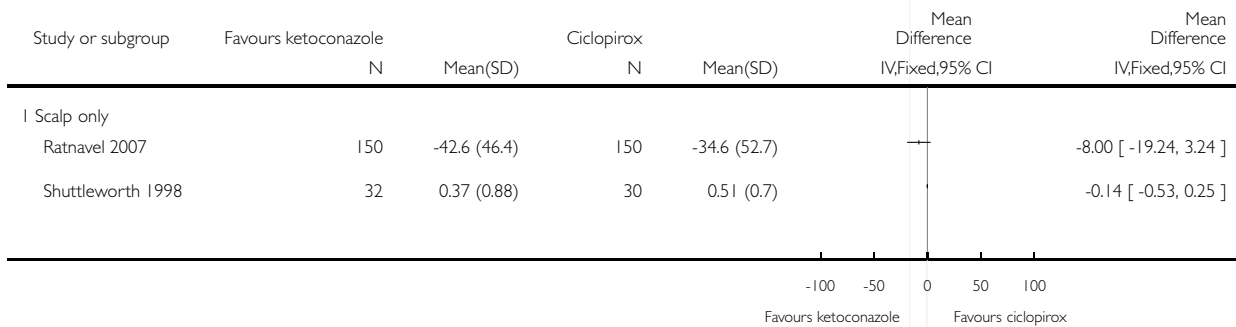 Study or subgroup Favours ketoconazole Ciclopirox Mean Difference Mean Difference
N Mean(SD) N Mean(SD) IV,Fixed,95% CI IV,Fixed,95% CI
1 Scalp only
Ratnavel 2007 150 -42.6 (46.4) 150 -34.6 (52.7) -8.00 [ -19.24, 3.24 ]
Shuttleworth 1998 32 0.37 (0.88) 30 0.51 (0.7) -0.14 [ -0.53, 0.25 ]
-100 -50 0 50 100
Favours ketoconazole Favours ciclopirox